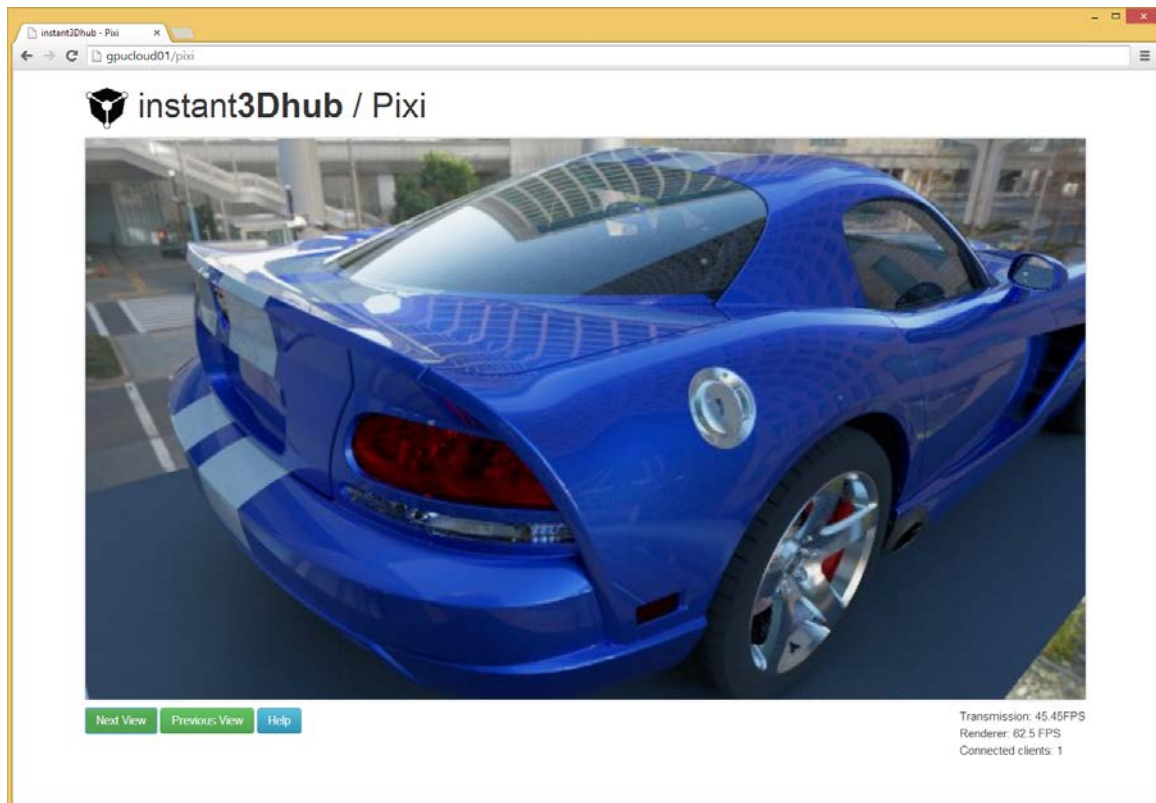 instant3Dhub - Pixi
gpucloud01/pixi
instant3Dhub / Pixi
Next View
Previous View
Help
Transmission: 45.45FPS
Renderer: 62.5 FPS
Connected clients: 1